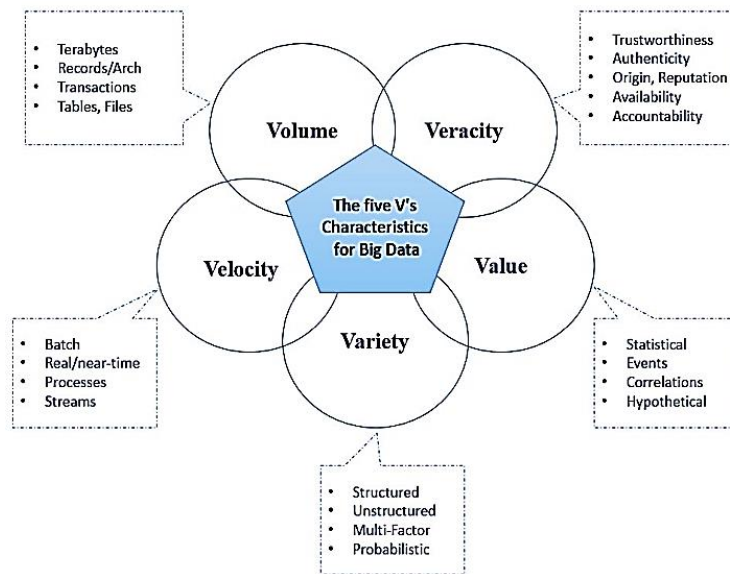 • Terabytes
• Records/Arch
• Transactions
• Tables, Files
• Trustworthiness
• Authenticity
• Origin, Reputation
• Availability
• Accountability
Volume
Veracity
The five V's
Characteristics
for Big Data
Velocity
Value
Variety
• Batch
• Real/near-time
• Processes
• Streams
• Statistical
• Events
• Correlations
• Hypothetical
• Structured
• Unstructured
• Multi-Factor
• Probabilistic